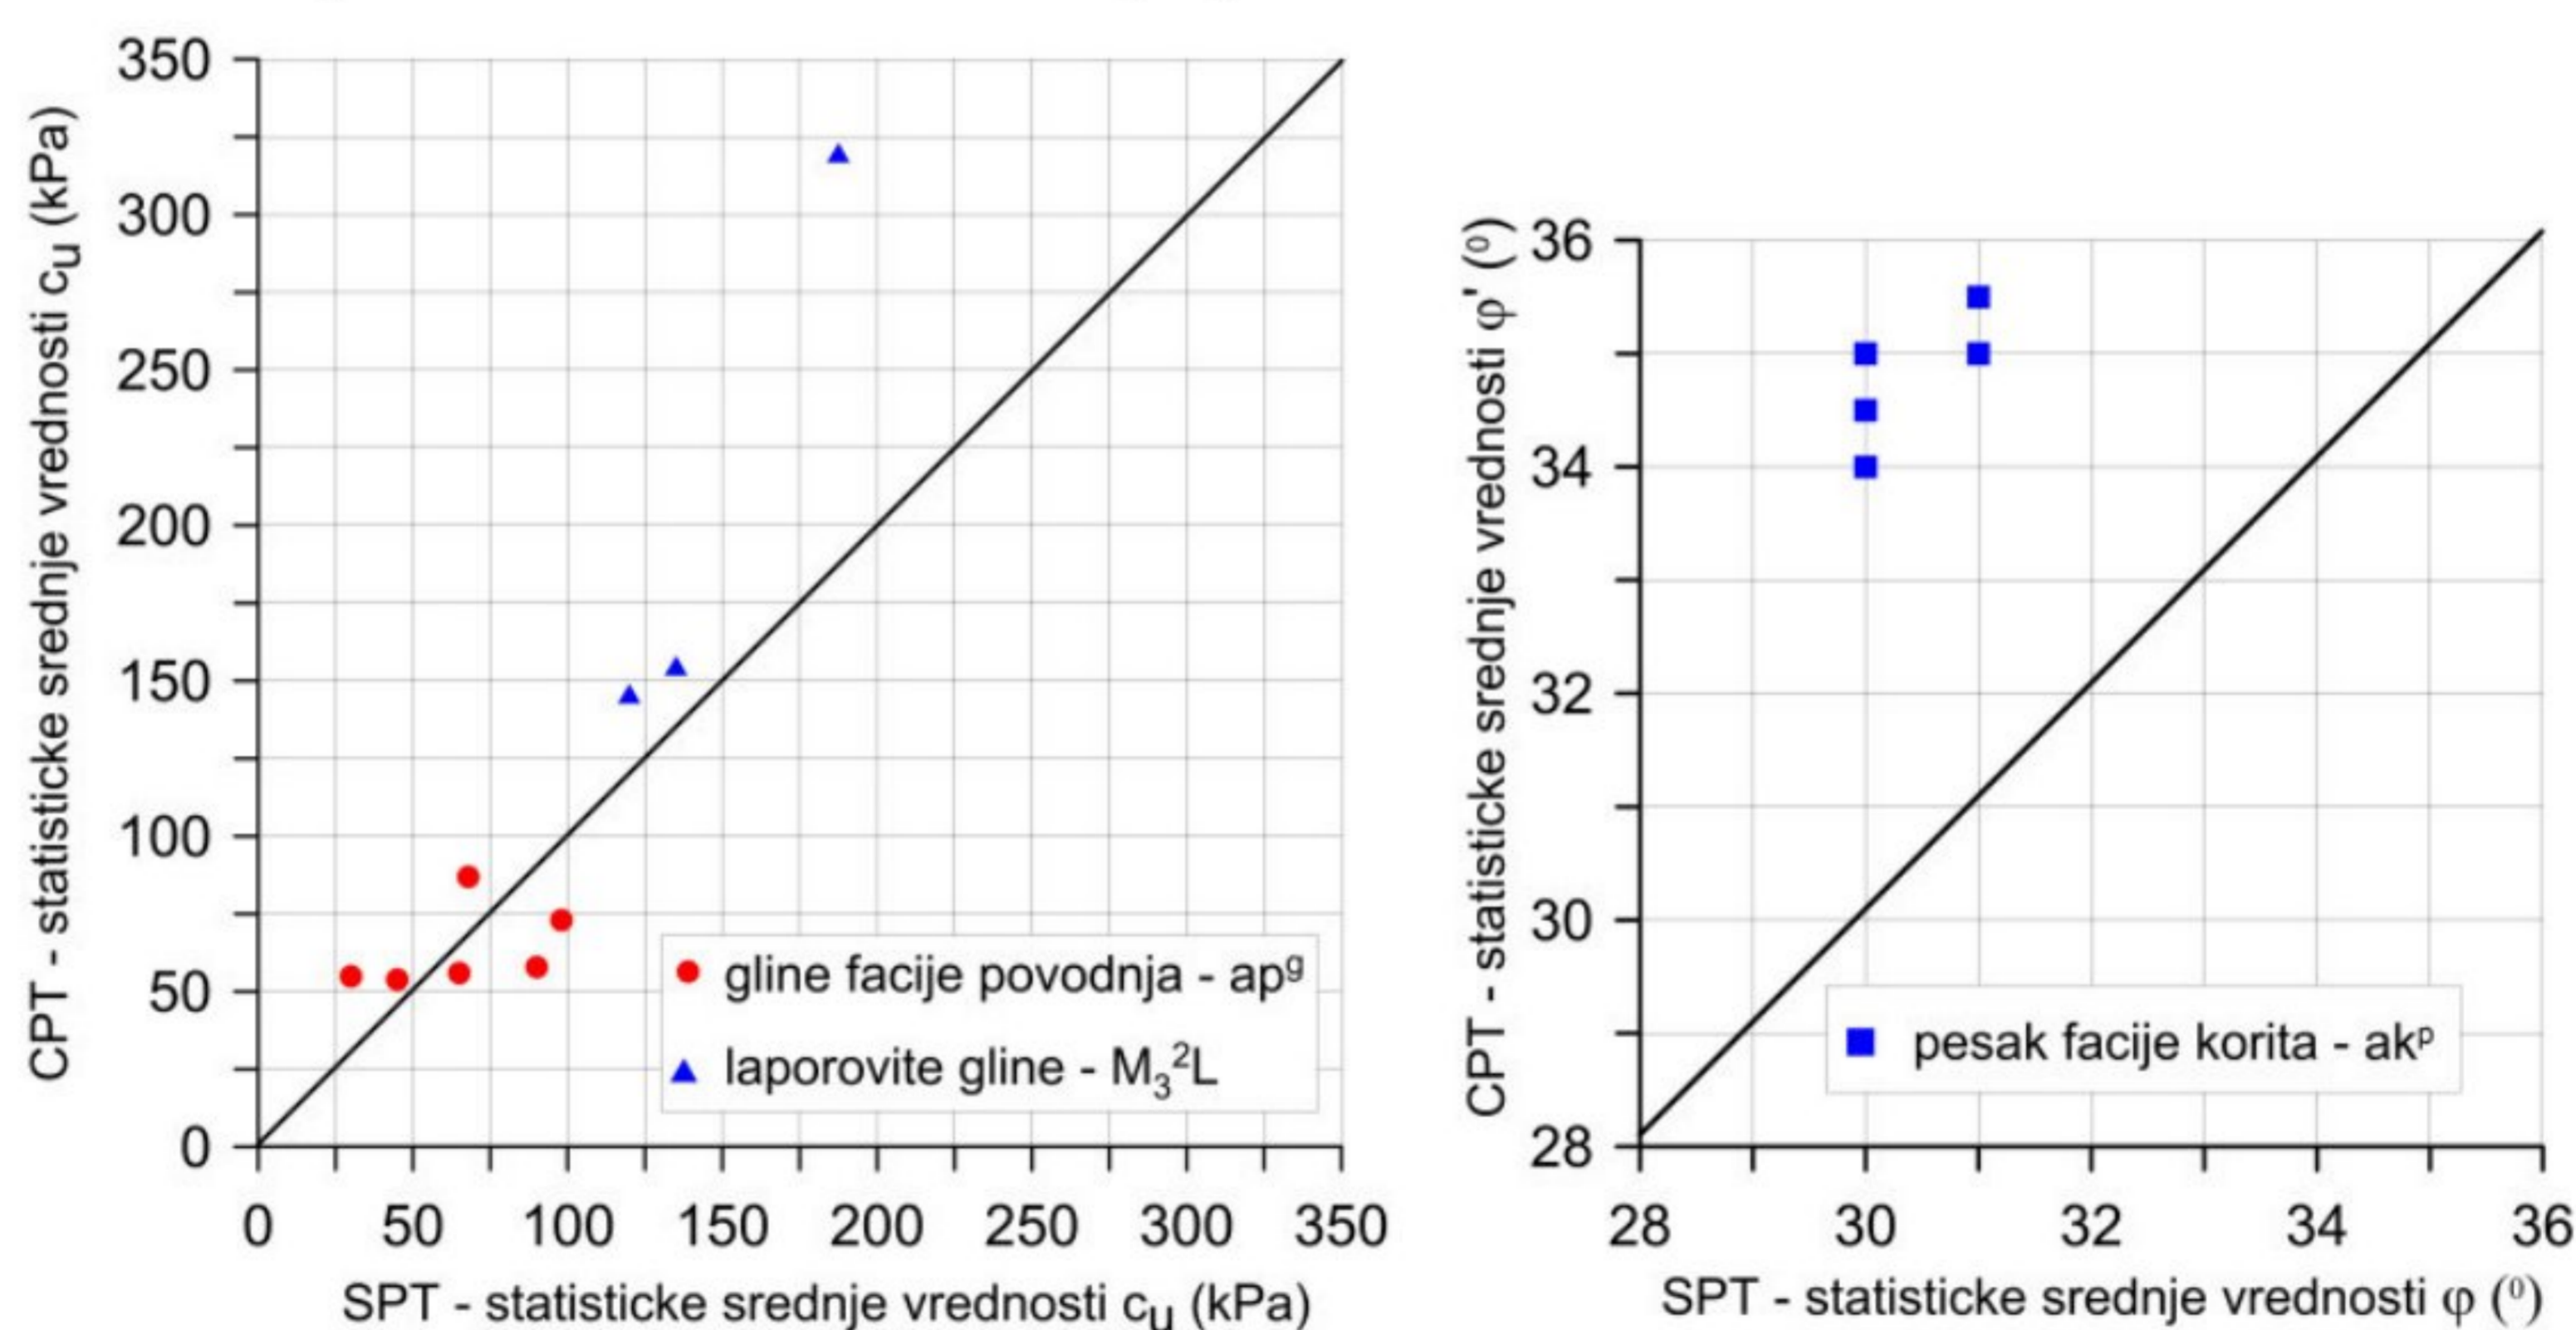 CPT - statisticke srednje vrednosti cu (kPa)
350
300
250
200
150
100
50
0
gline facije povodnja - apᵍ
laporovite gline - M₃²L
0 50 100 150 200 250 300 350
SPT - statisticke srednje vrednosti cu (kPa)
CPT - statisticke srednje vrednosti φ' (⁰)
36
34
32
30
28
pesak facije korita - akᵖ
28 30 32 34 36
SPT - statisticke srednje vrednosti φ (⁰)